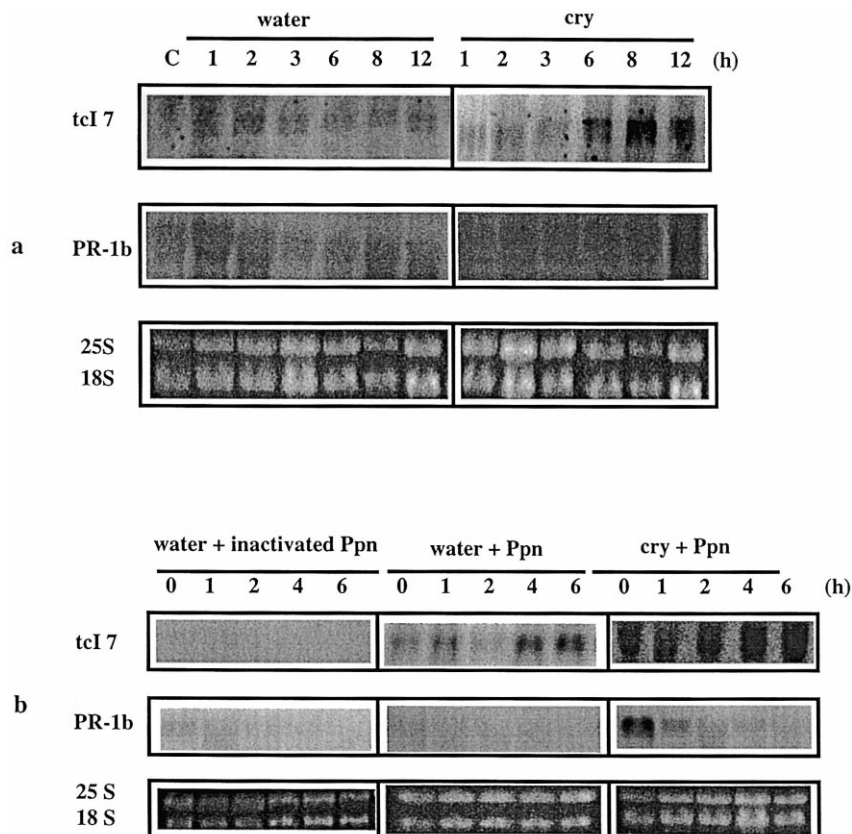 water cry
C 1 2 3 6 8 12 1 2 3 6 8 12 (h)
tcI 7
a PR-1b
25S
18S
water + inactivated Ppn water + Ppn cry + Ppn
0 1 2 4 6 0 1 2 4 6 0 1 2 4 6 (h)
tcI 7
b PR-1b
25 S
18 S